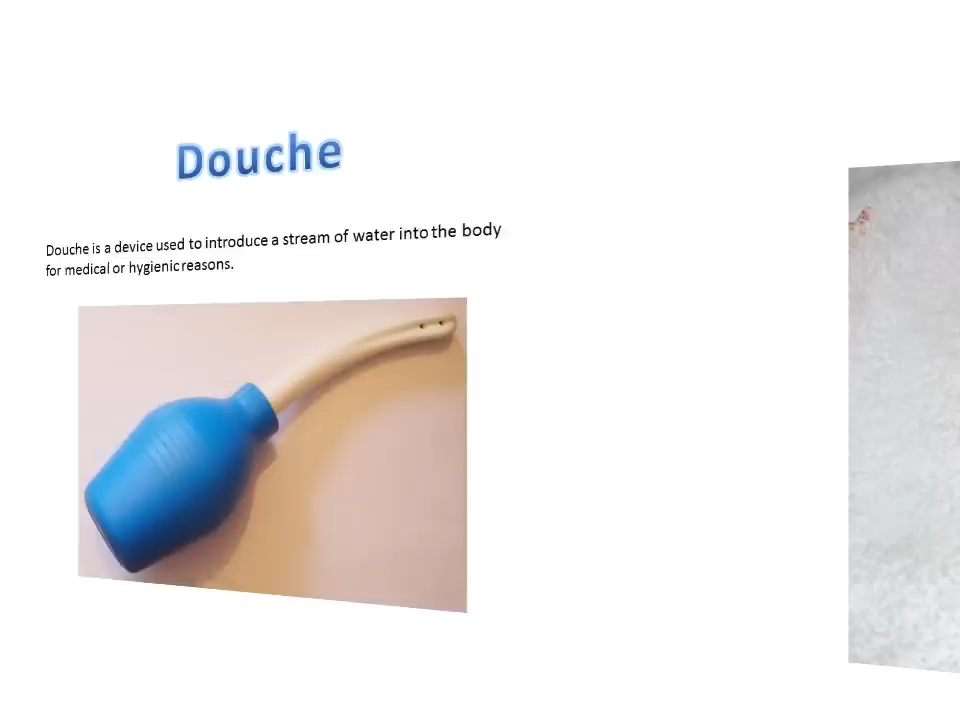 Douche
Douche is a device used to introduce a stream of water into the body
for medical or hygienic reasons.